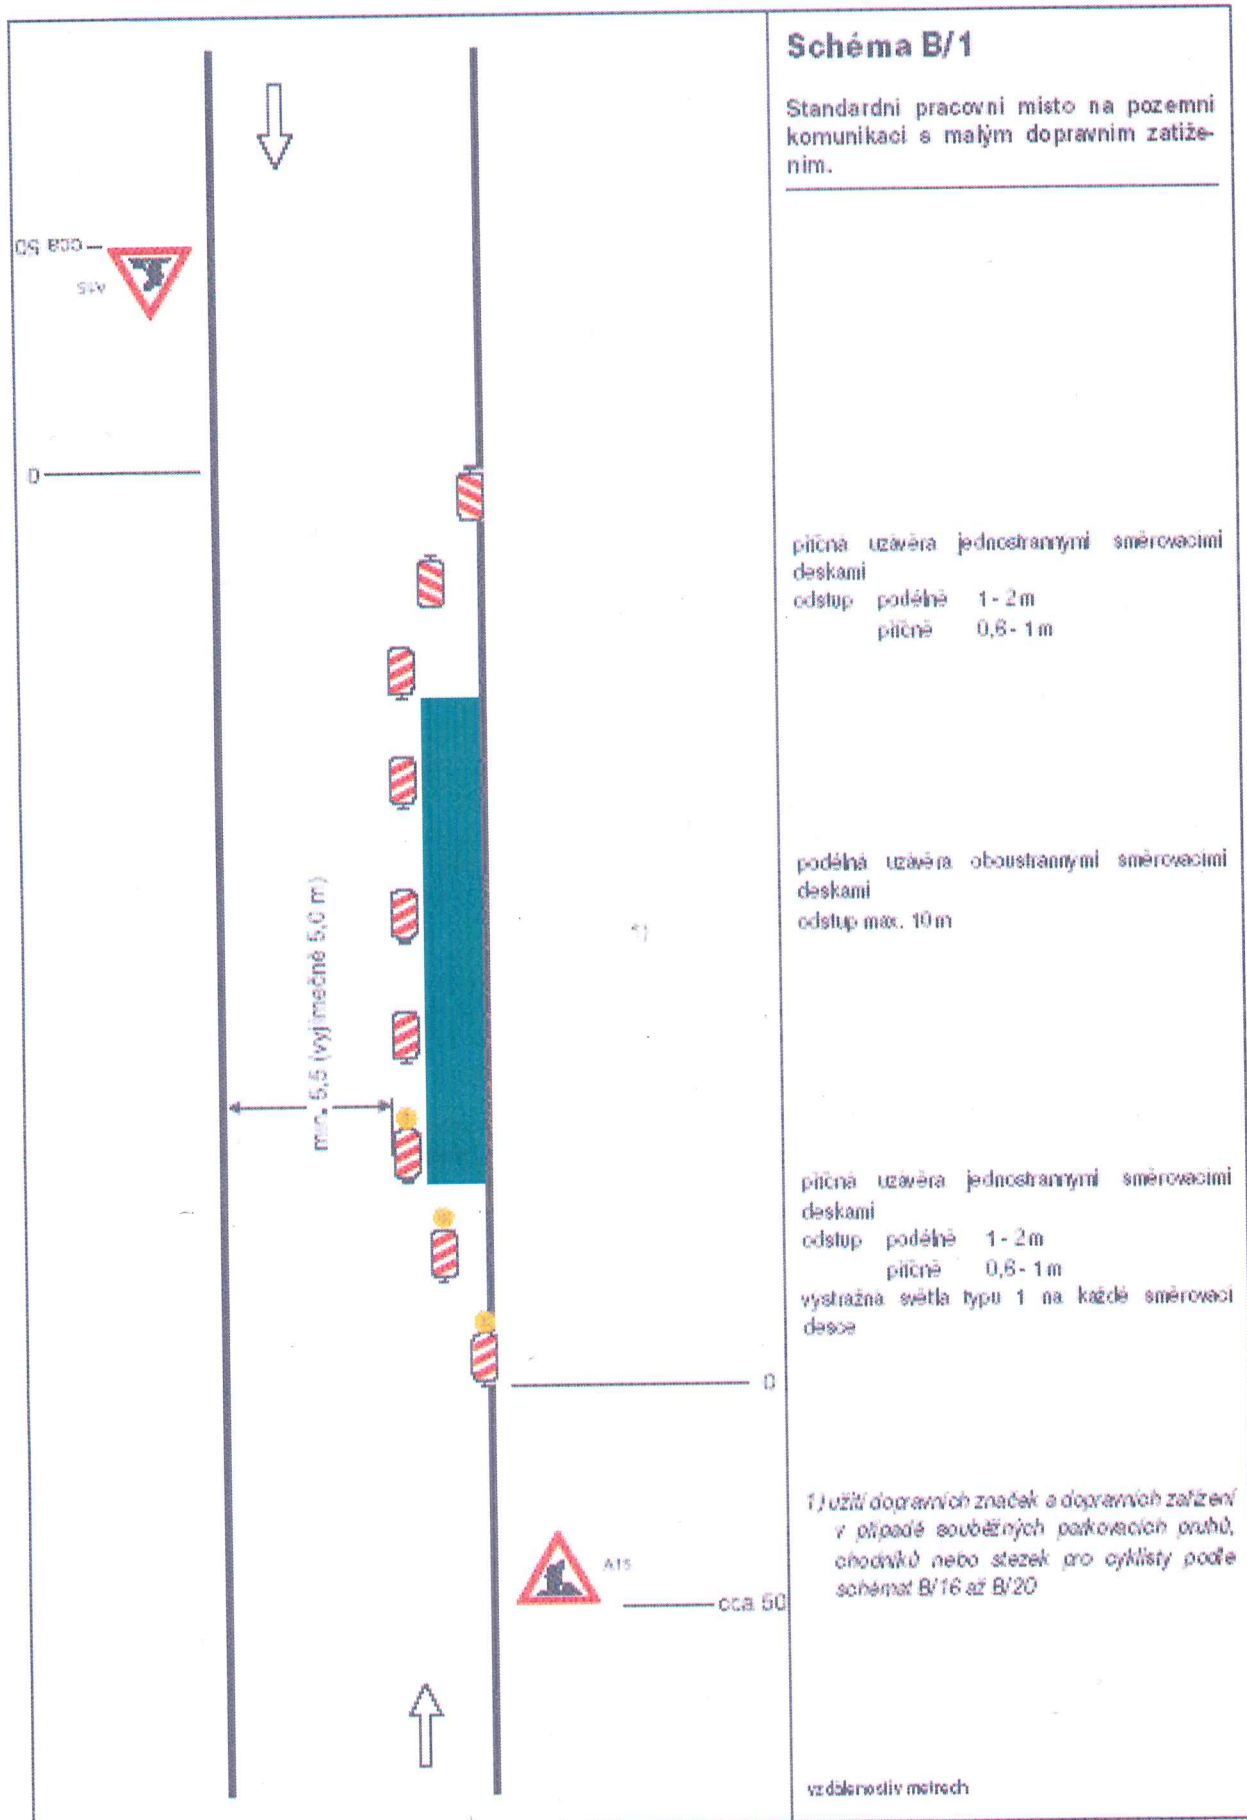 Schéma B/1
Standardní pracovní místo na pozemní
komunikaci s malým dopravním zatíže-
ním.
cca 50
A15
0
příčná uzávěra jednostrannými směrovacími
deskami
odstup podélně 1 - 2 m
příčně 0,6 - 1 m
podélná uzávěra oboustrannými směrovacími
deskami
odstup max. 10 m
1)
min. 5,5 (vyjímečně 5,0 m)
příčná uzávěra jednostrannými směrovacími
deskami
odstup podélně 1 - 2 m
příčně 0,6 - 1 m
výstražná světla typu 1 na každé směrovací
desce
0
1) užití dopravních značek a dopravních zařízení
v případě souběžných parkovacích pruhů,
chodníků nebo stezek pro cyklisty podle
schémat B/16 až B/20
A15
cca 50
vzdálenosti v metrech